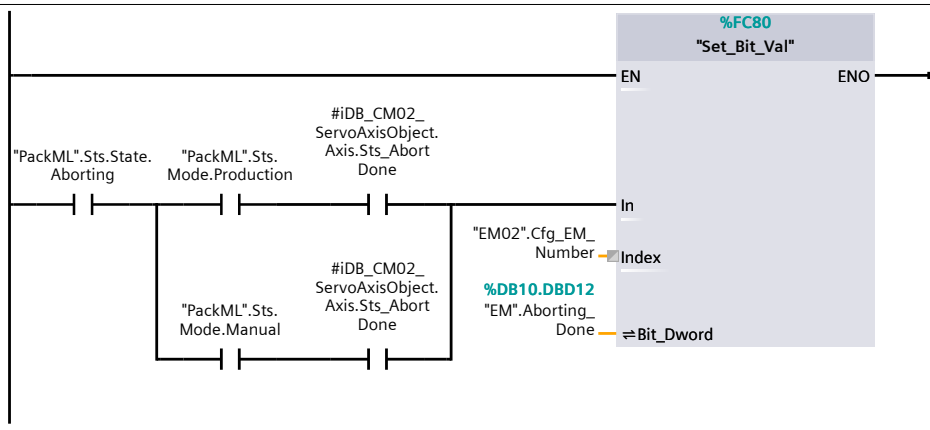 %FC80
"Set_Bit_Val"
EN
ENO
#iDB_CM02_
ServoAxisObject.
Axis.Sts_Abort
Done
"PackML".Sts.State.
Aborting
"PackML".Sts.
Mode.Production
In
"EM02".Cfg_EM_
Number
Index
#iDB_CM02_
ServoAxisObject.
Axis.Sts_Abort
Done
"PackML".Sts.
Mode.Manual
%DB10.DBD12
"EM".Aborting_
Done
⇌Bit_Dword